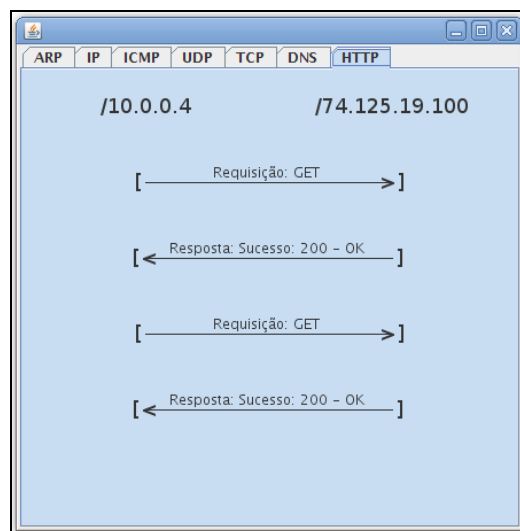 ARP IP ICMP UDP TCP DNS HTTP
/10.0.0.4 /74.125.19.100
[ Requisição: GET ]
[ Resposta: Sucesso: 200 - OK ]
[ Requisição: GET ]
[ Resposta: Sucesso: 200 - OK ]